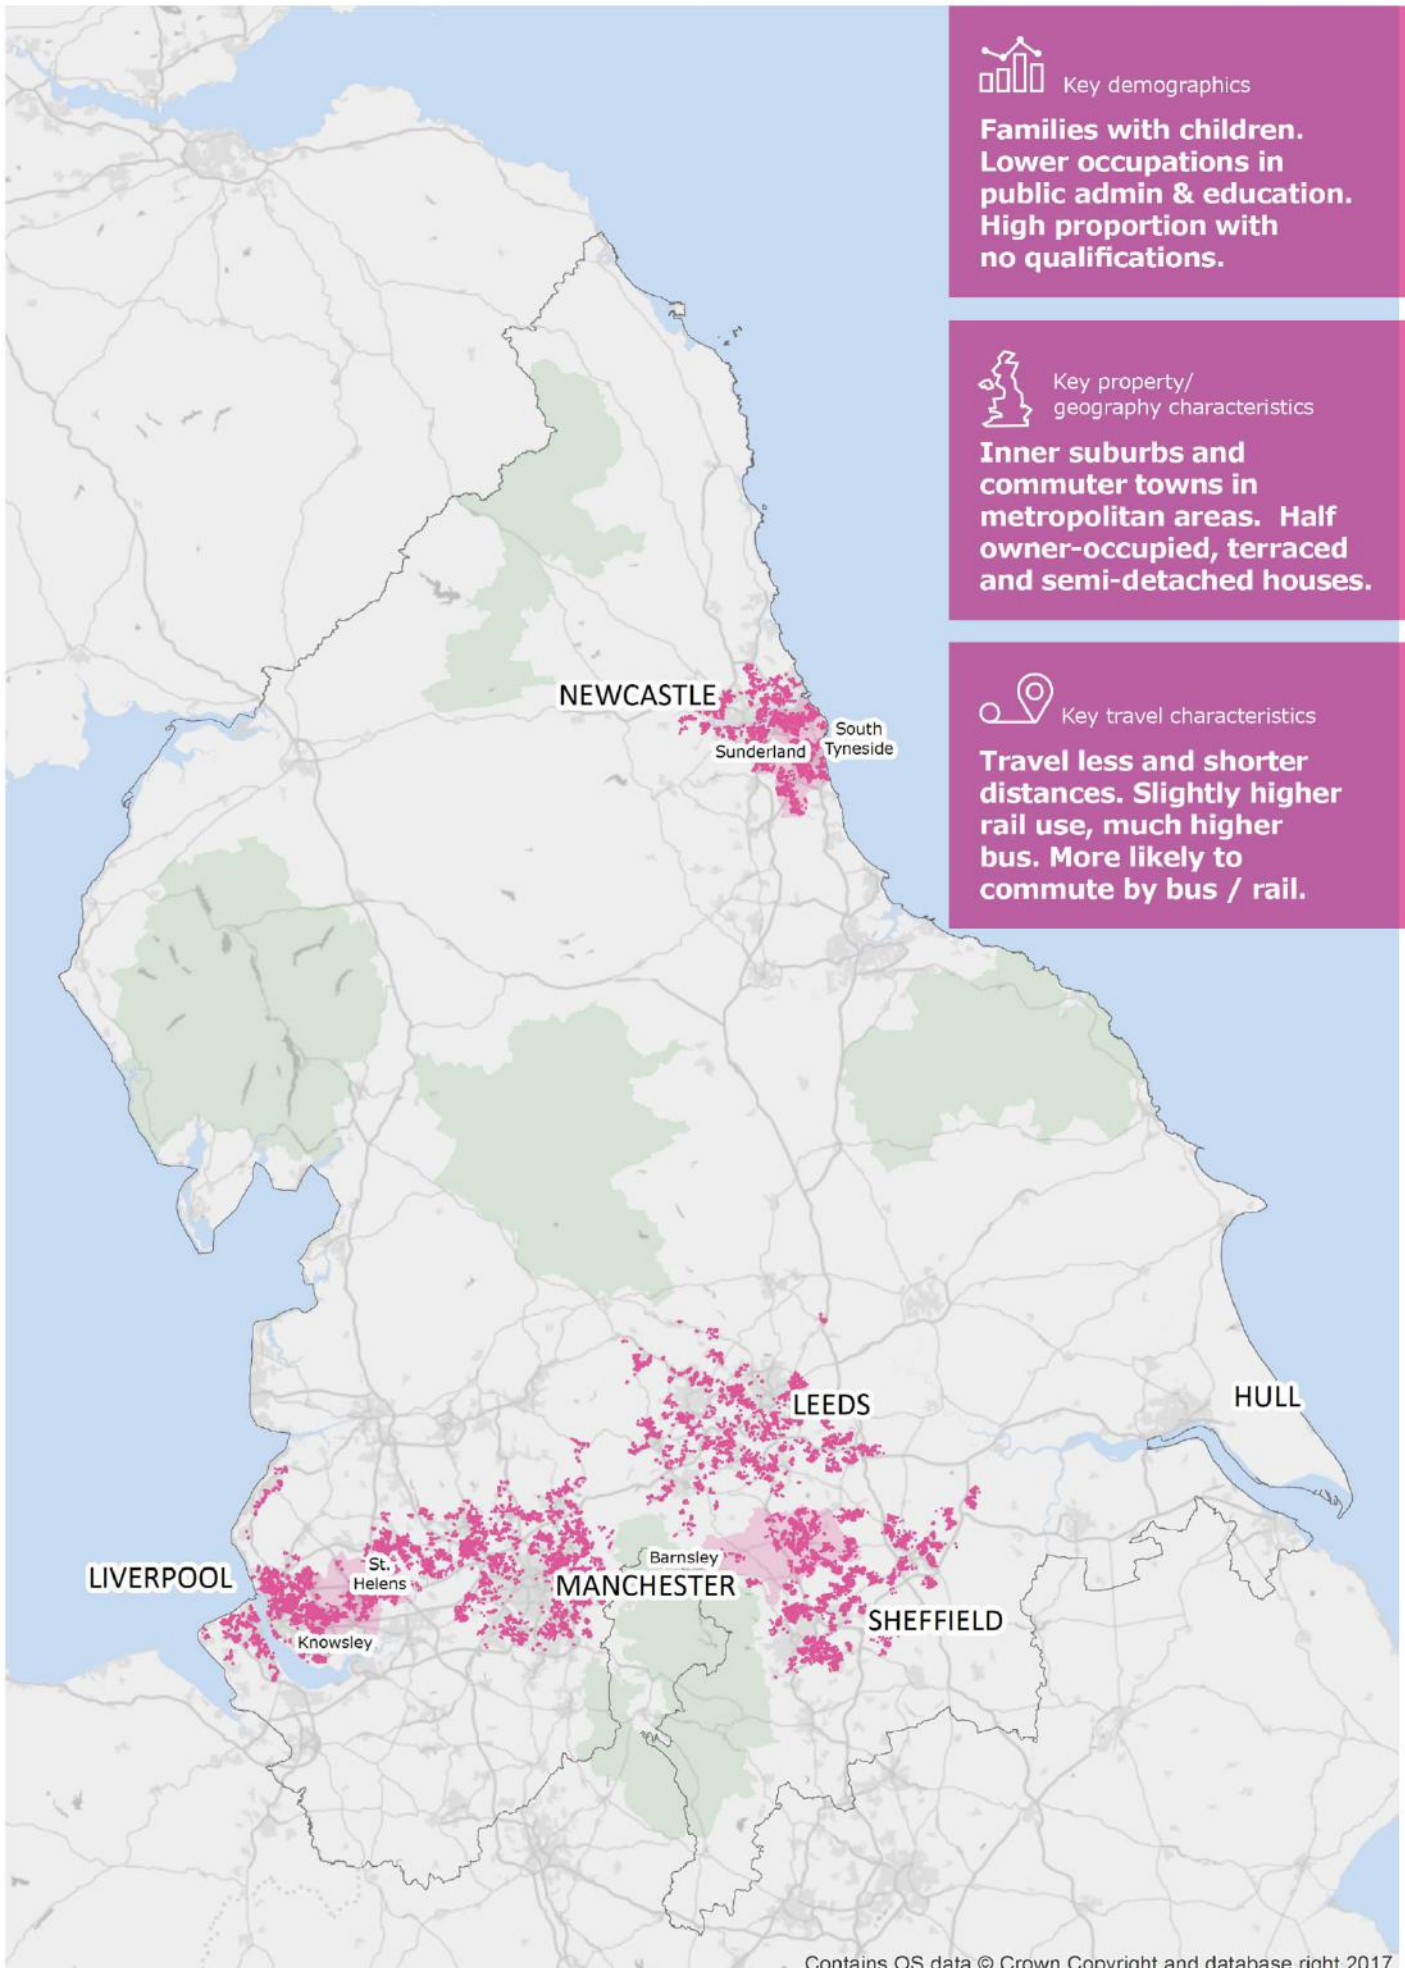 Key demographics
Families with children.
Lower occupations in
public admin & education.
High proportion with
no qualifications.
Key property/
geography characteristics
Inner suburbs and
commuter towns in
metropolitan areas.  Half
owner-occupied, terraced
and semi-detached houses.
Key travel characteristics
Travel less and shorter
distances. Slightly higher
rail use, much higher
bus. More likely to
commute by bus / rail.
NEWCASTLE
South
Tyneside
Sunderland
LEEDS
HULL
LIVERPOOL
St.
Helens
Barnsley
MANCHESTER
SHEFFIELD
Knowsley
Contains OS data © Crown Copyright and database right 2017